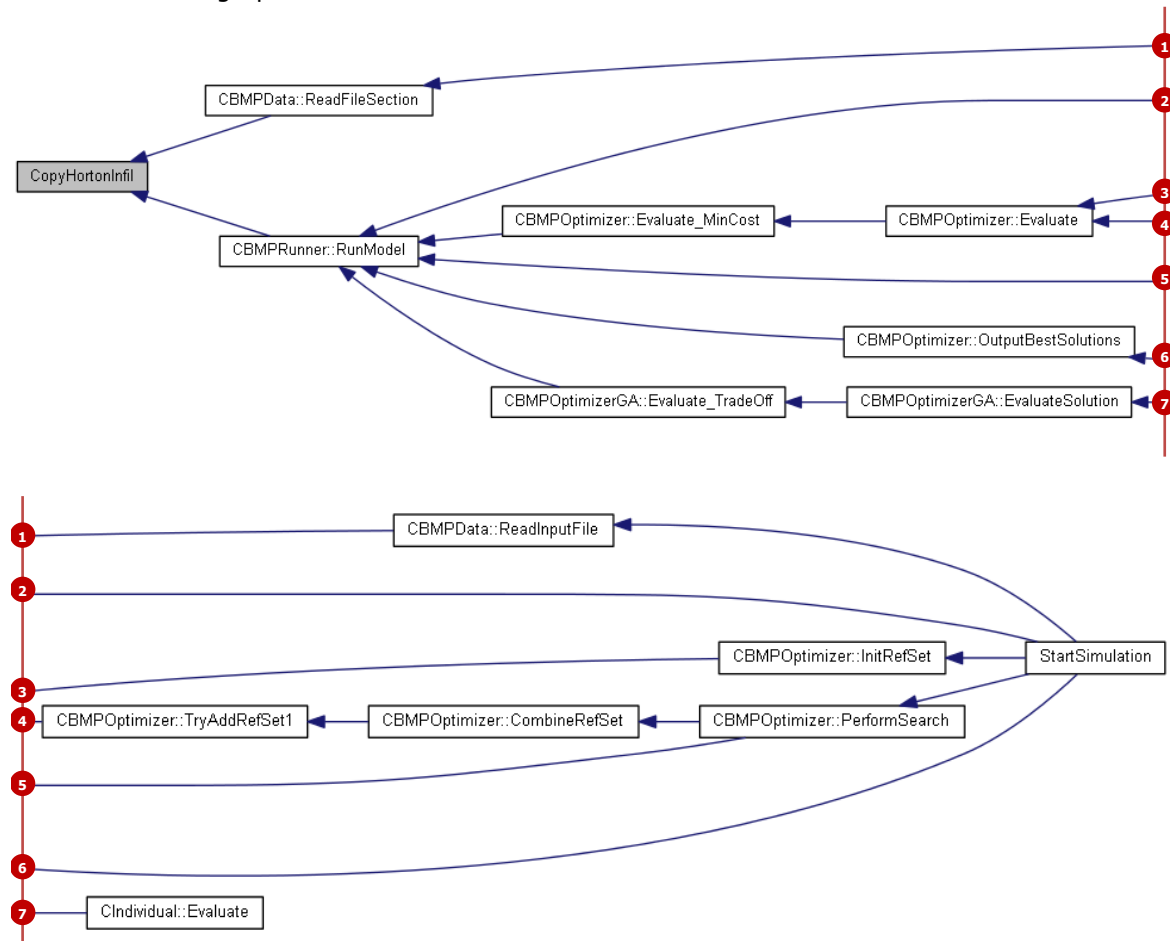 1
CBMPData::ReadFileSection
2
CopyHortonInfil
3
CBMPOptimizer::Evaluate_MinCost
CBMPOptimizer::Evaluate
4
CBMPRunner::RunModel
5
CBMPOptimizer::OutputBestSolutions
6
CBMPOptimizerGA::Evaluate_TradeOff
CBMPOptimizerGA::EvaluateSolution
7
1
CBMPData::ReadInputFile
2
CBMPOptimizer::InitRefSet
StartSimulation
3
4
CBMPOptimizer::TryAddRefSet1
CBMPOptimizer::CombineRefSet
CBMPOptimizer::PerformSearch
5
6
7
CIndividual::Evaluate